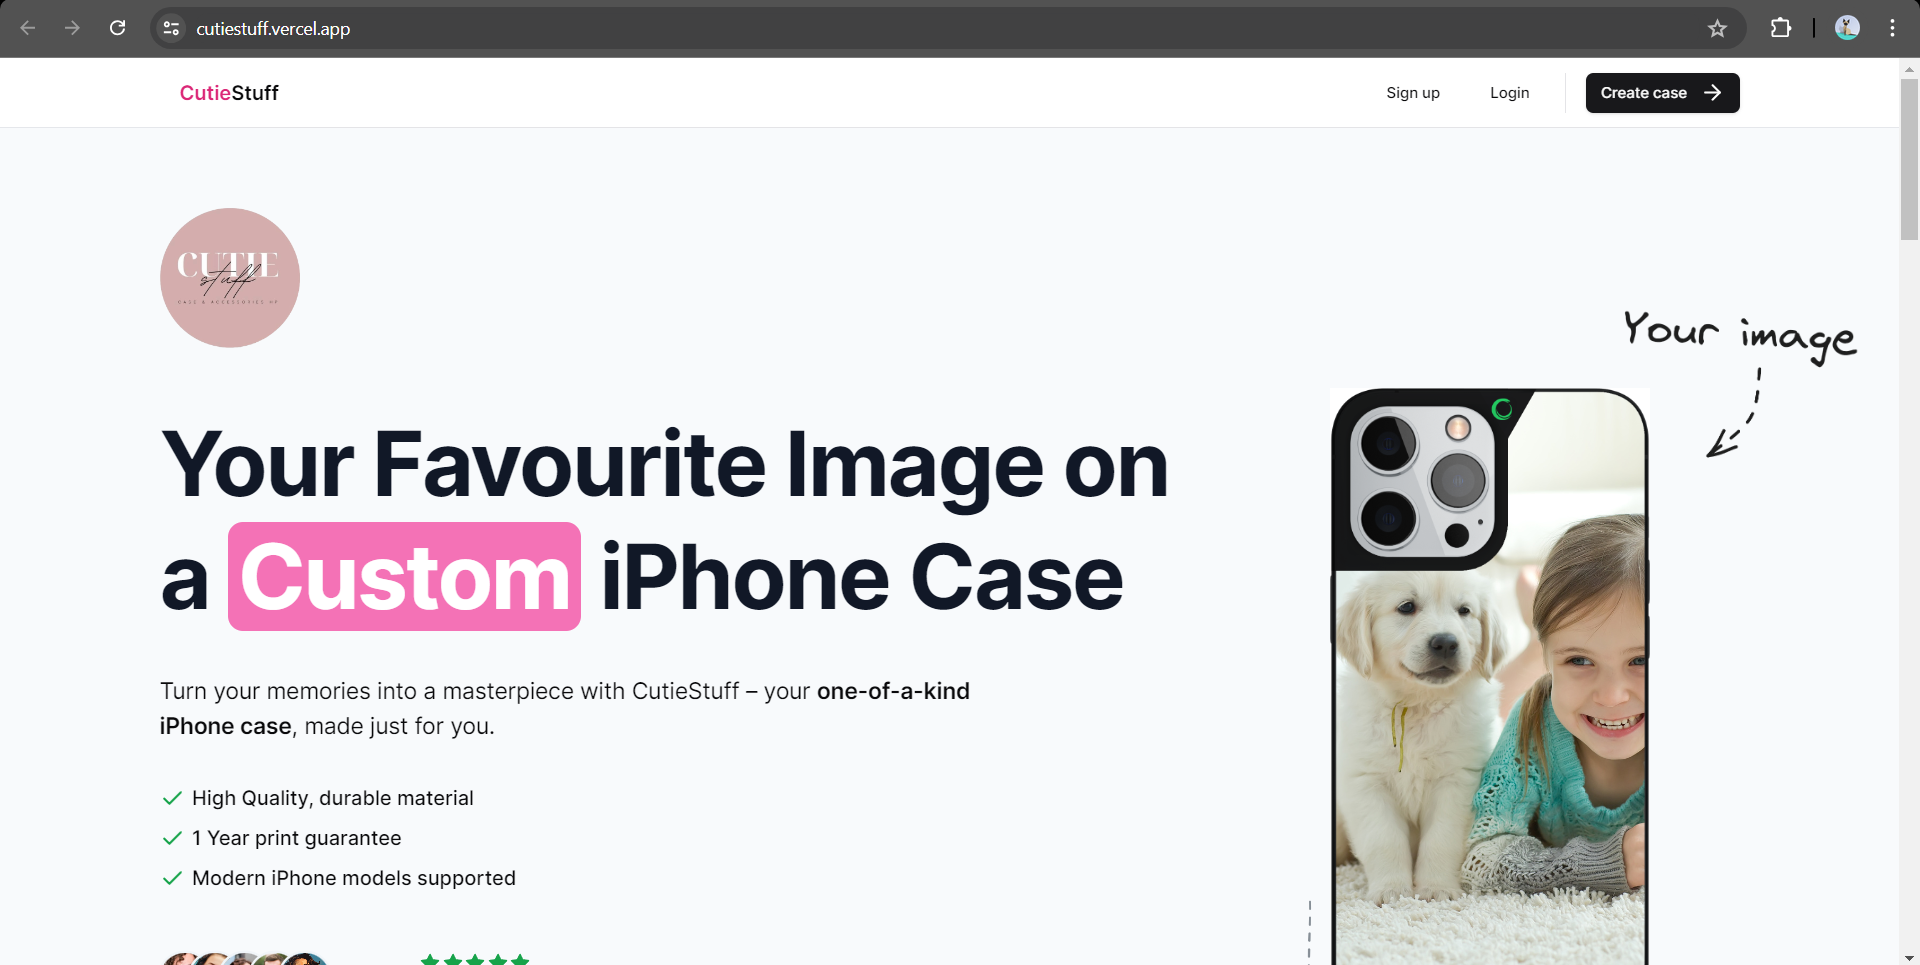 cutiestuff.vercel.app
CutieStuff
Sign up
Login
Create case
CUTIE
stuff
CASE & ACCESSORIES HP
Your image
Your Favourite Image on
a Custom iPhone Case
Turn your memories into a masterpiece with CutieStuff – your one-of-a-kind
iPhone case, made just for you.
High Quality, durable material
1 Year print guarantee
Modern iPhone models supported